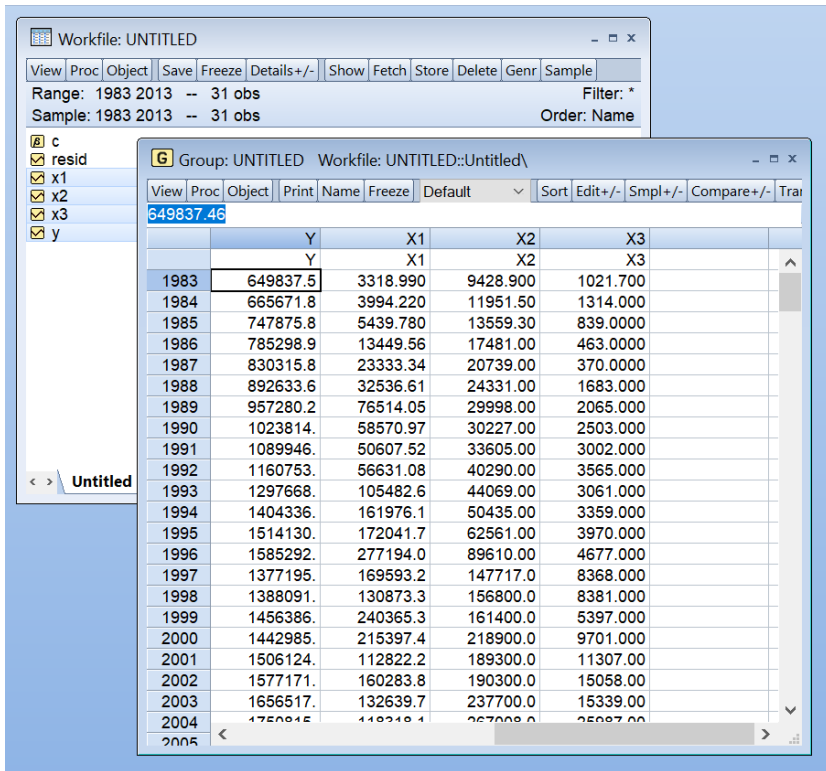 Workfile: UNTITLED
View Proc Object Save Freeze Details+/- Show Fetch Store Delete Genr Sample
Range: 1983 2013 -- 31 obs Filter: *
Sample: 1983 2013 -- 31 obs Order: Name
c
resid
x1
x2
x3
y
Untitled
G Group: UNTITLED Workfile: UNTITLED::Untitled\
View Proc Object Print Name Freeze Default Sort Edit+/- Smpl+/- Compare+/- Trar
649837.46
Y X1 X2 X3
Y X1 X2 X3
1983 649837.5 3318.990 9428.900 1021.700
1984 665671.8 3994.220 11951.50 1314.000
1985 747875.8 5439.780 13559.30 839.0000
1986 785298.9 13449.56 17481.00 463.0000
1987 830315.8 23333.34 20739.00 370.0000
1988 892633.6 32536.61 24331.00 1683.000
1989 957280.2 76514.05 29998.00 2065.000
1990 1023814. 58570.97 30227.00 2503.000
1991 1089946. 50607.52 33605.00 3002.000
1992 1160753. 56631.08 40290.00 3565.000
1993 1297668. 105482.6 44069.00 3061.000
1994 1404336. 161976.1 50435.00 3359.000
1995 1514130. 172041.7 62561.00 3970.000
1996 1585292. 277194.0 89610.00 4677.000
1997 1377195. 169593.2 147717.0 8368.000
1998 1388091. 130873.3 156800.0 8381.000
1999 1456386. 240365.3 161400.0 5397.000
2000 1442985. 215397.4 218900.0 9701.000
2001 1506124. 112822.2 189300.0 11307.00
2002 1577171. 160283.8 190300.0 15058.00
2003 1656517. 132639.7 237700.0 15339.00
2004 1750815. 118318.1 267008.0 25987.00
2005